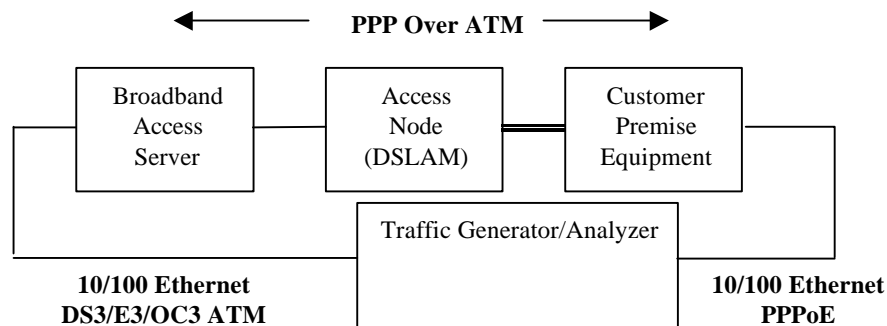 PPP Over ATM
Broadband
Access
Server
Access
Node
(DSLAM)
Customer
Premise
Equipment
Traffic Generator/Analyzer
10/100 Ethernet
DS3/E3/OC3 ATM
10/100 Ethernet
PPPoE